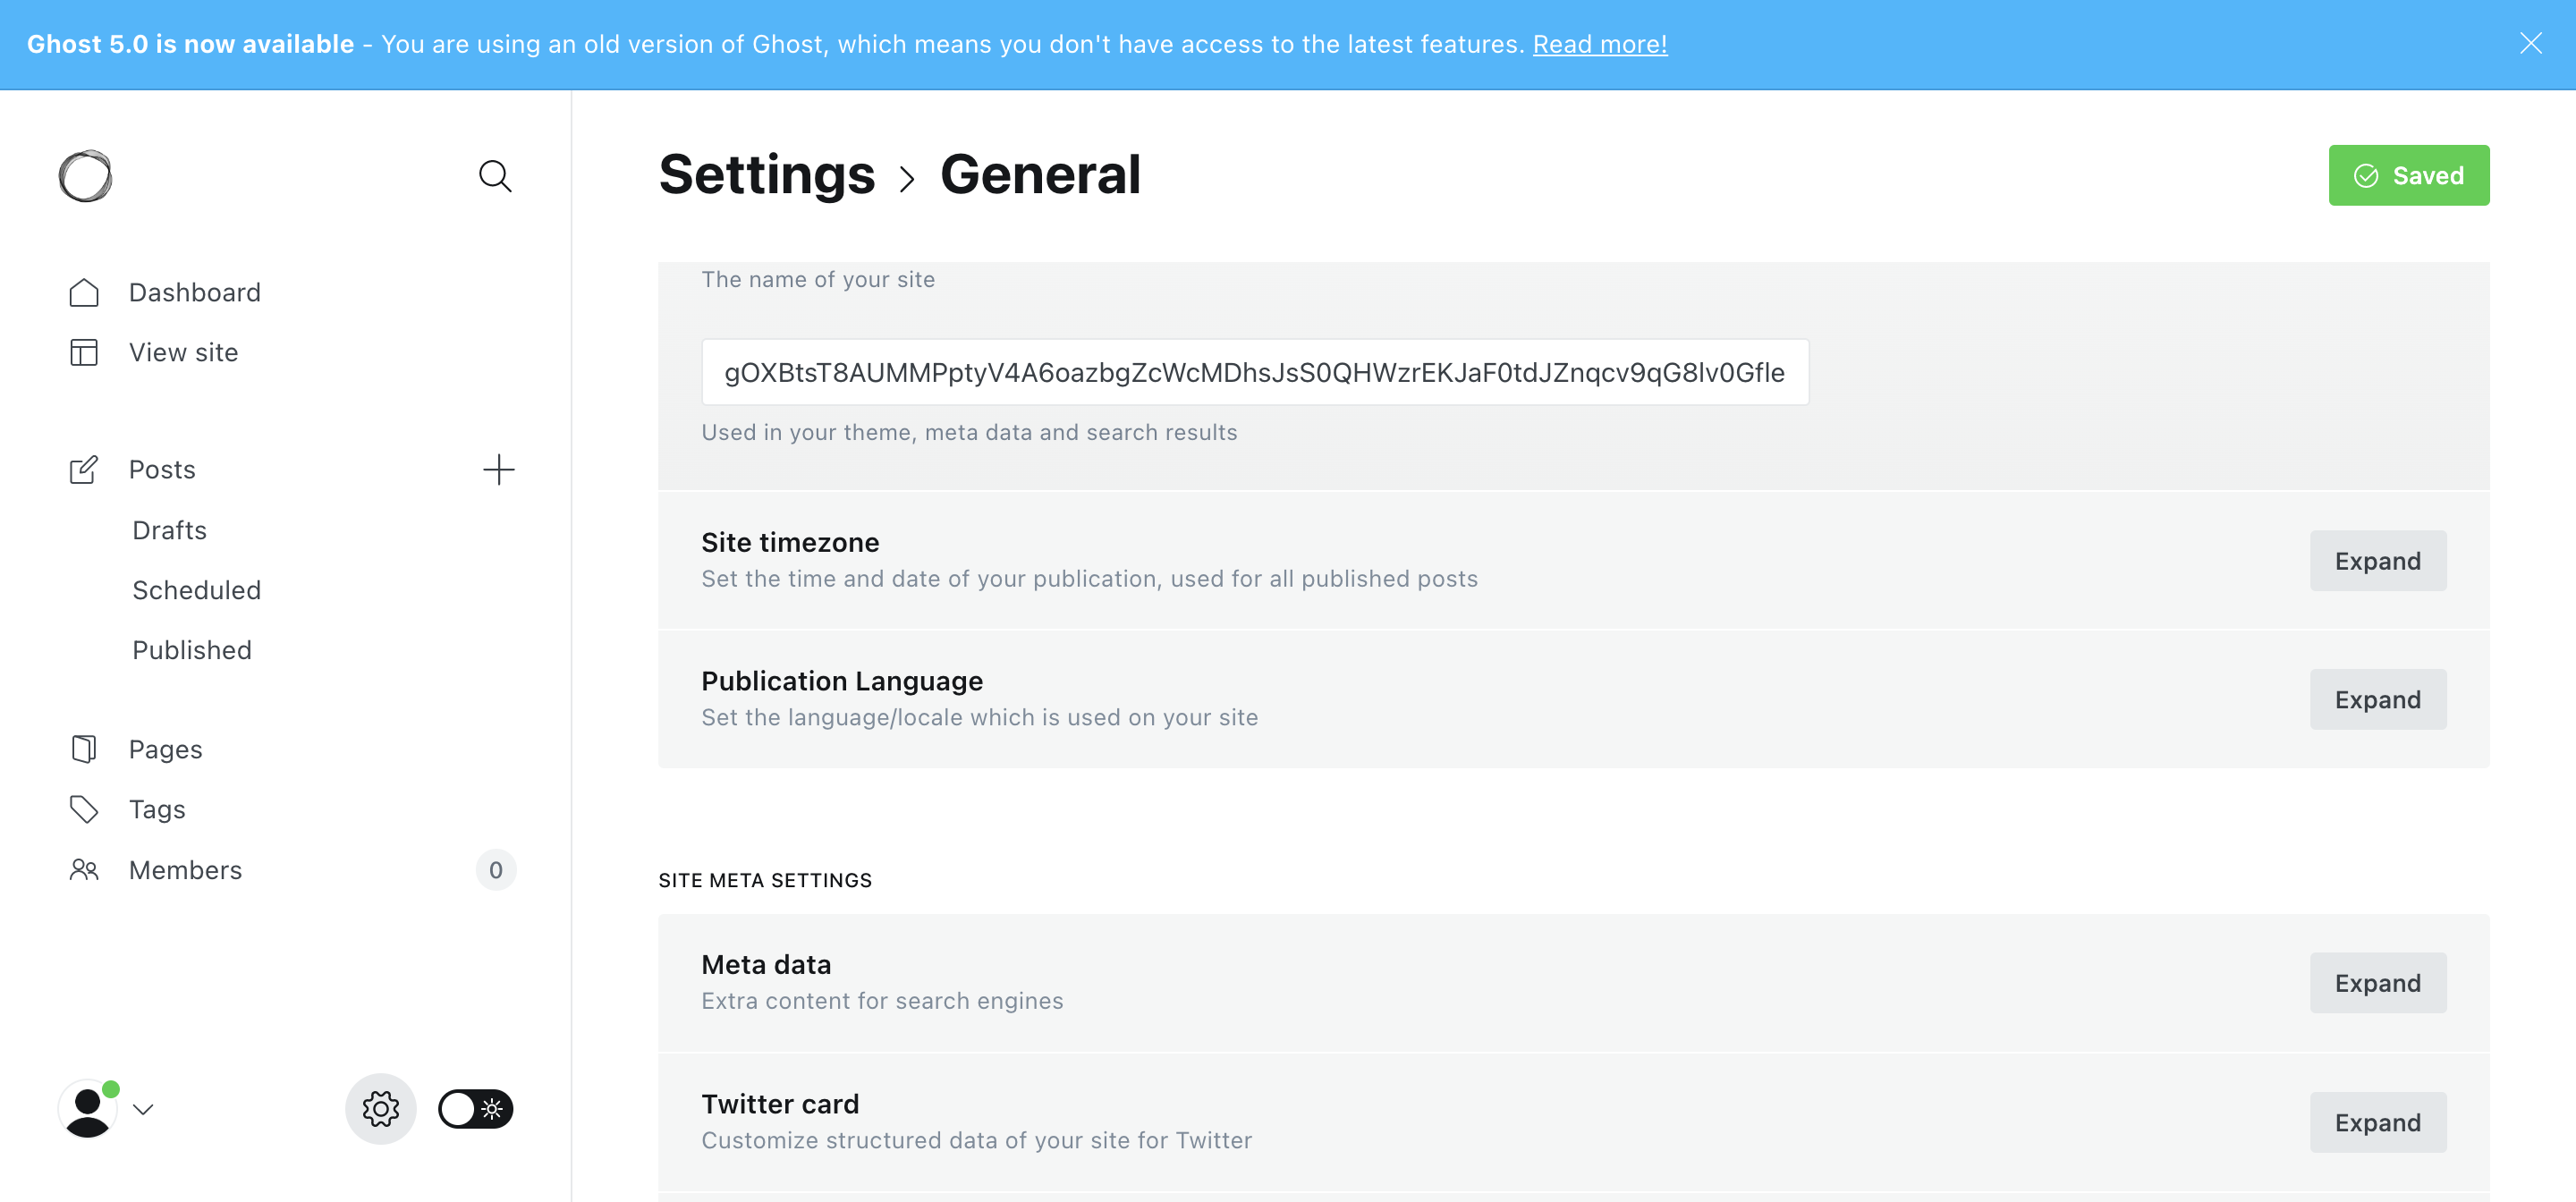 Ghost 5.0 is now available - You are using an old version of Ghost, which means you don't have access to the latest features. Read more!
Settings > General
Saved
Dashboard
View site
Posts
Drafts
Scheduled
Published
Pages
Tags
Members
0
The name of your site
gOXBtsT8AUMMPptyV4A6oazbgZcWcMDhsJsS0QHWzrEKJaF0tdJZnqcv9qG8lv0Gfle
Used in your theme, meta data and search results
Site timezone
Set the time and date of your publication, used for all published posts
Expand
Publication Language
Set the language/locale which is used on your site
Expand
SITE META SETTINGS
Meta data
Extra content for search engines
Expand
Twitter card
Customize structured data of your site for Twitter
Expand